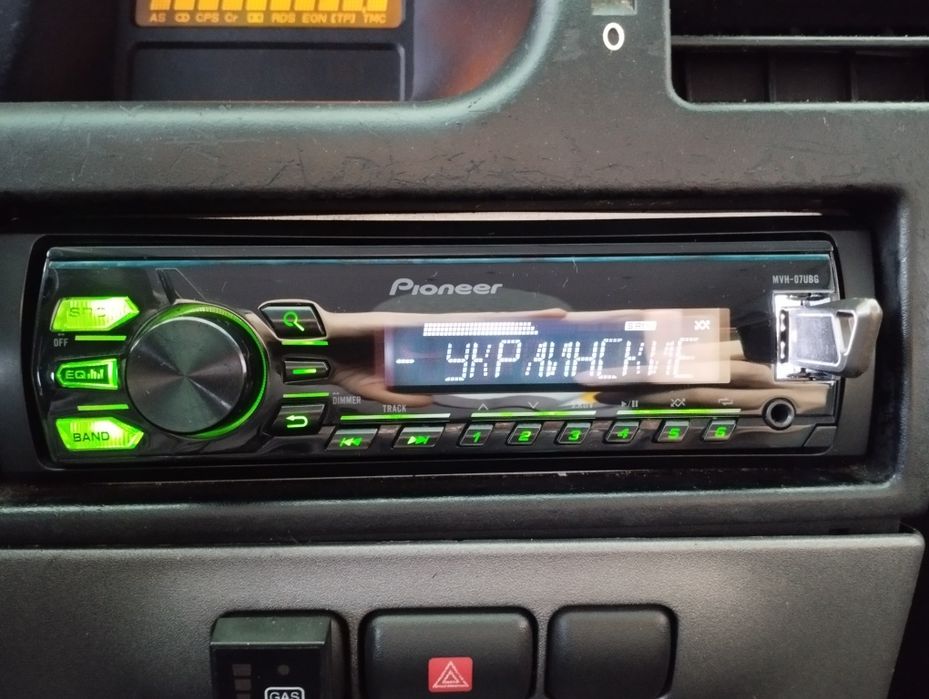 AS CPS Cr RDS EON [TP] TMC
0
Pioneer
MVH-07UBG
SRC
OFF
EQ
- УКРАИНСКИЕ
DIMMER
TRACK
BAND
1 2 3 4 5 6
GAS